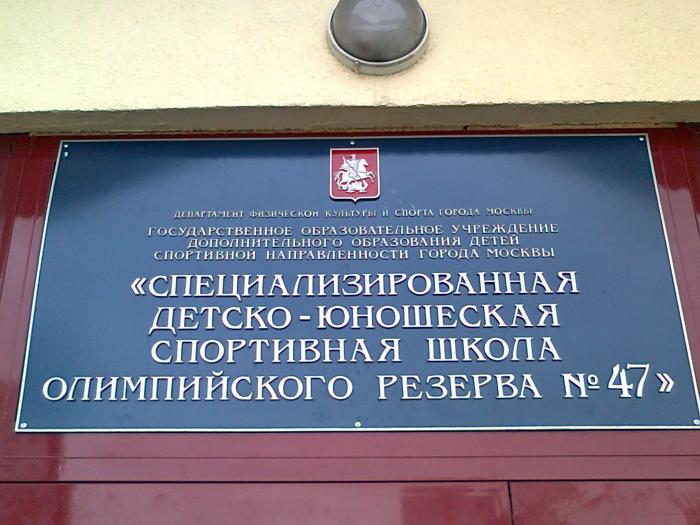 ДЕПАРТАМЕНТ ФИЗИЧЕСКОЙ КУЛЬТУРЫ И СПОРТА ГОРОДА МОСКВЫ
ГОСУДАРСТВЕННОЕ ОБРАЗОВАТЕЛЬНОЕ УЧРЕЖДЕНИЕ
ДОПОЛНИТЕЛЬНОГО ОБРАЗОВАНИЯ ДЕТЕЙ
СПОРТИВНОЙ НАПРАВЛЕННОСТИ ГОРОДА МОСКВЫ
«СПЕЦИАЛИЗИРОВАННАЯ
ДЕТСКО-ЮНОШЕСКАЯ
СПОРТИВНАЯ ШКОЛА
ОЛИМПИЙСКОГО РЕЗЕРВА № 47»